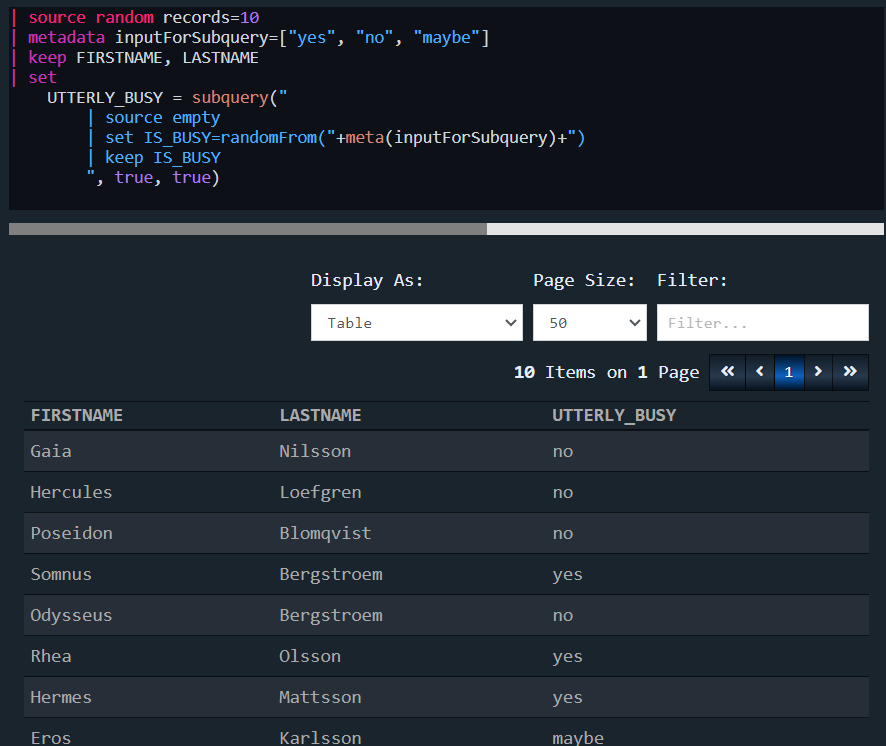 | source random records=10
| metadata inputForSubquery=["yes", "no", "maybe"]
| keep FIRSTNAME, LASTNAME
| set
UTTERLY_BUSY = subquery("
| source empty
| set IS_BUSY=randomFrom("+meta(inputForSubquery)+")
| keep IS_BUSY
", true, true)
Display As: Page Size: Filter:
Table 50 Filter...
10 Items on 1 Page « ‹ 1 › »
FIRSTNAME LASTNAME UTTERLY_BUSY
Gaia Nilsson no
Hercules Loefgren no
Poseidon Blomqvist no
Somnus Bergstroem yes
Odysseus Bergstroem no
Rhea Olsson yes
Hermes Mattsson yes
Eros Karlsson maybe